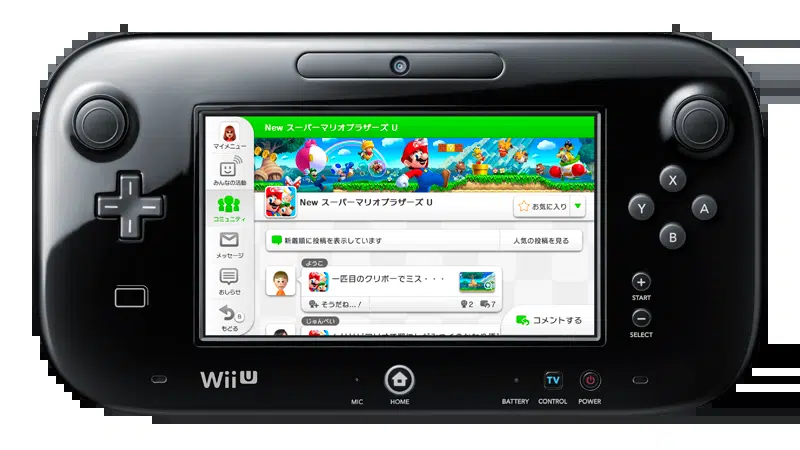 New スーパーマリオブラザーズ U
マイメニュー
みんなの活動
コミュニティ
メッセージ
おしらせ
B
もどる
New スーパーマリオブラザーズ U
お気に入り
新着順に投稿を表示しています
人気の投稿を見る
ようこ
一匹目のクリボーでミス・・・
そうだね…!
2
7
じゅんぺい
コメントする
X
Y
A
B
+
START
−
SELECT
Wii U
MIC
HOME
BATTERY
TV
CONTROL
POWER